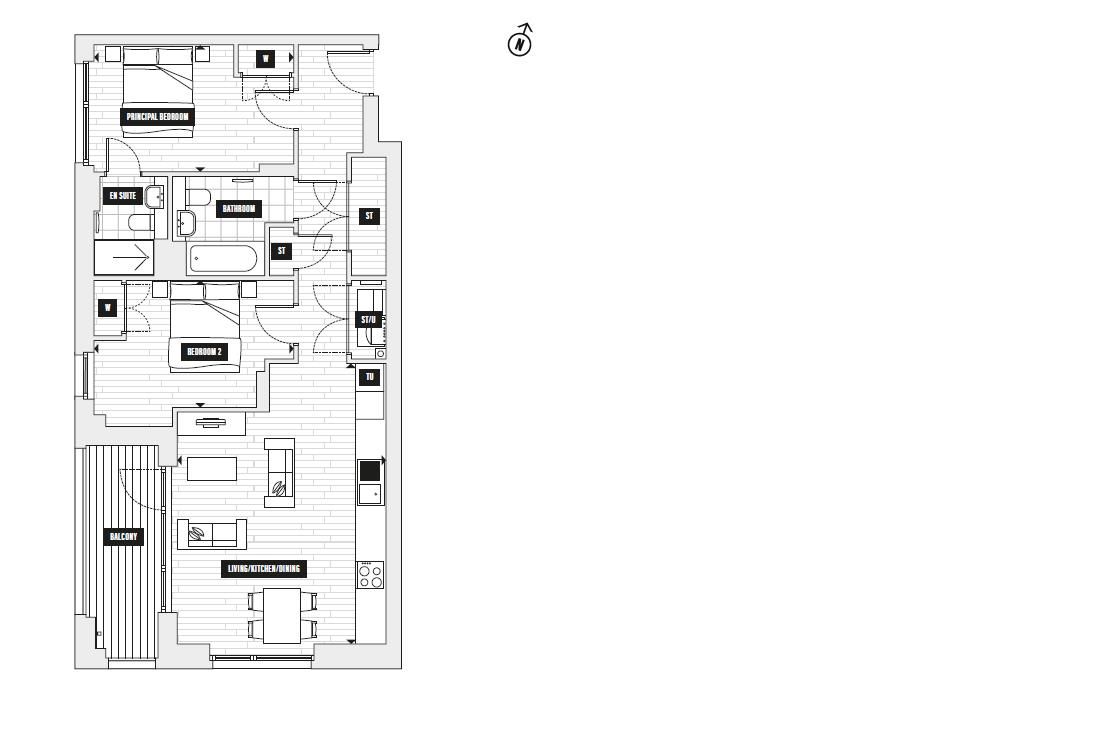 N
W
PRINCIPAL BEDROOM
EN SUITE
BATHROOM
ST
ST
W
ST/U
BEDROOM 2
TU
BALCONY
LIVING/KITCHEN/DINING